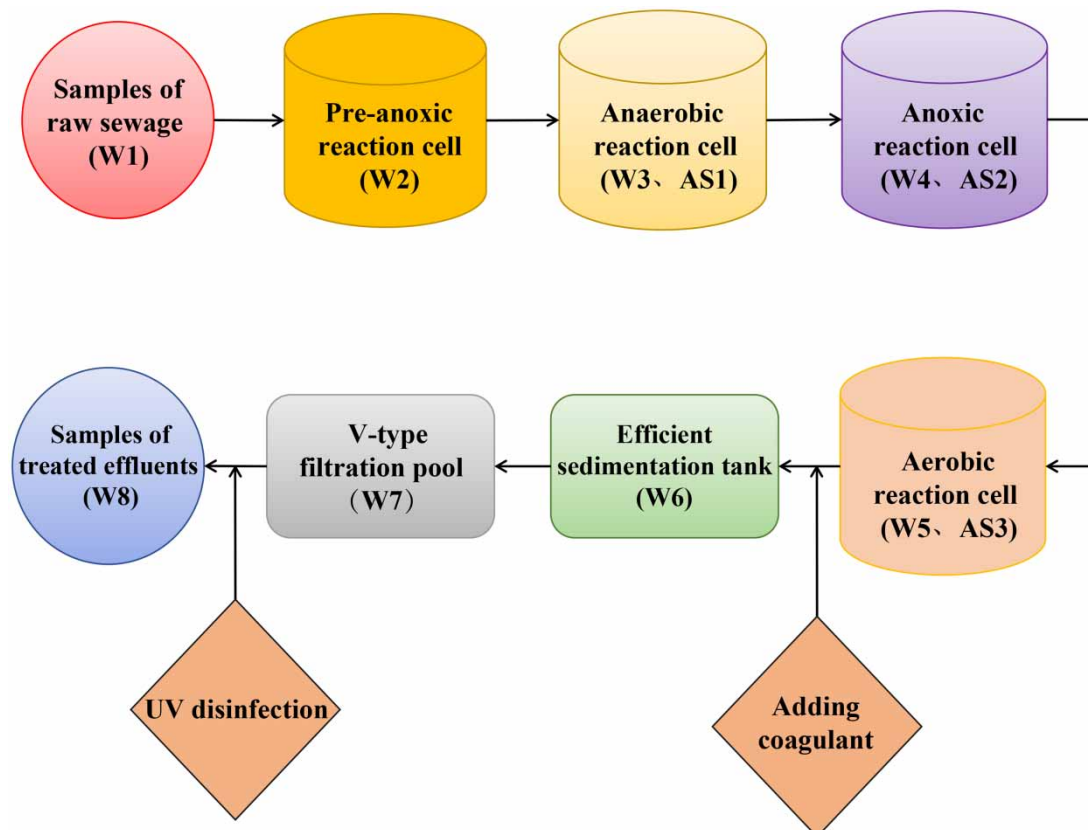 Samples of
raw sewage
(W1)
Pre-anoxic
reaction cell
(W2)
Anaerobic
reaction cell
(W3、AS1)
Anoxic
reaction cell
(W4、AS2)
Samples of
treated effluents
(W8)
V-type
filtration pool
（W7）
Efficient
sedimentation tank
(W6)
Aerobic
reaction cell
(W5、AS3)
UV disinfection
Adding
coagulant